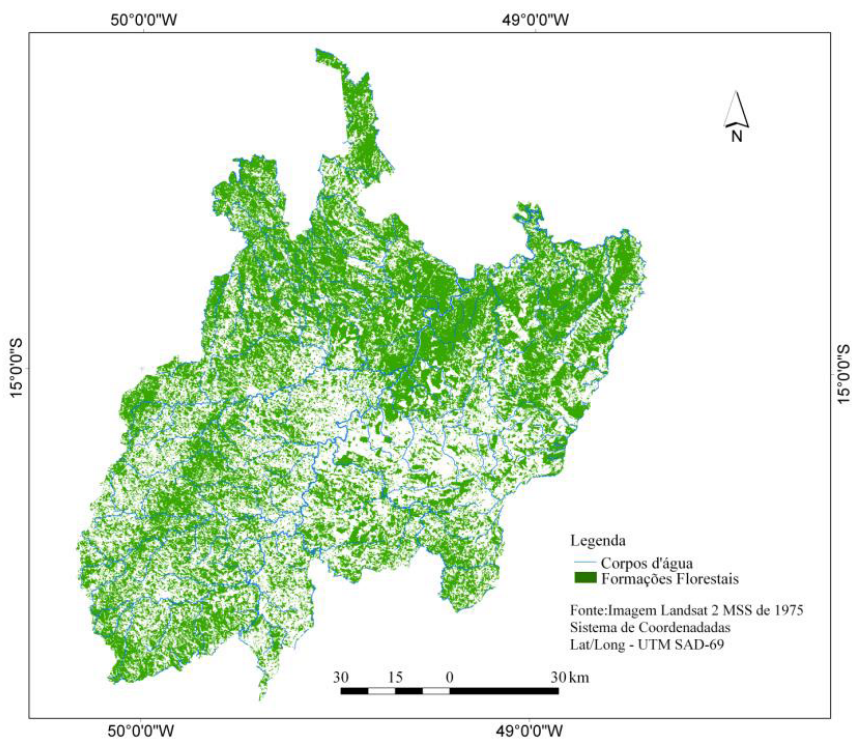 50°0'0"W 49°0'0"W
N
15°0'0"S 15°0'0"S
Legenda
Corpos d'água
Formações Florestais
Fonte:Imagem Landsat 2 MSS de 1975
Sistema de Coordenadadas
Lat/Long - UTM SAD-69
30 15 0 30 km
50°0'0"W 49°0'0"W